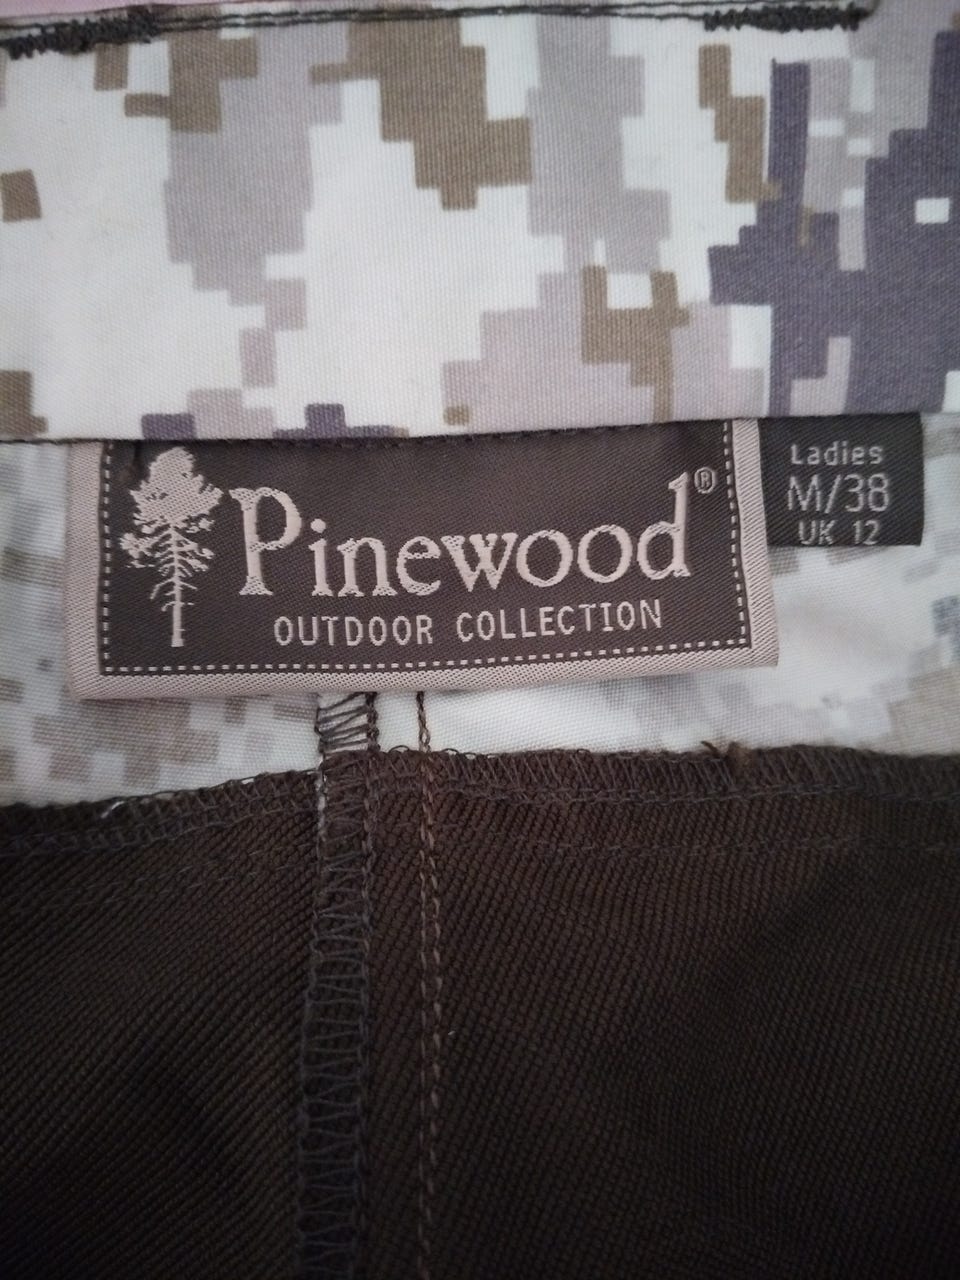 Pinewood®
OUTDOOR COLLECTION
Ladies
M/38
UK 12